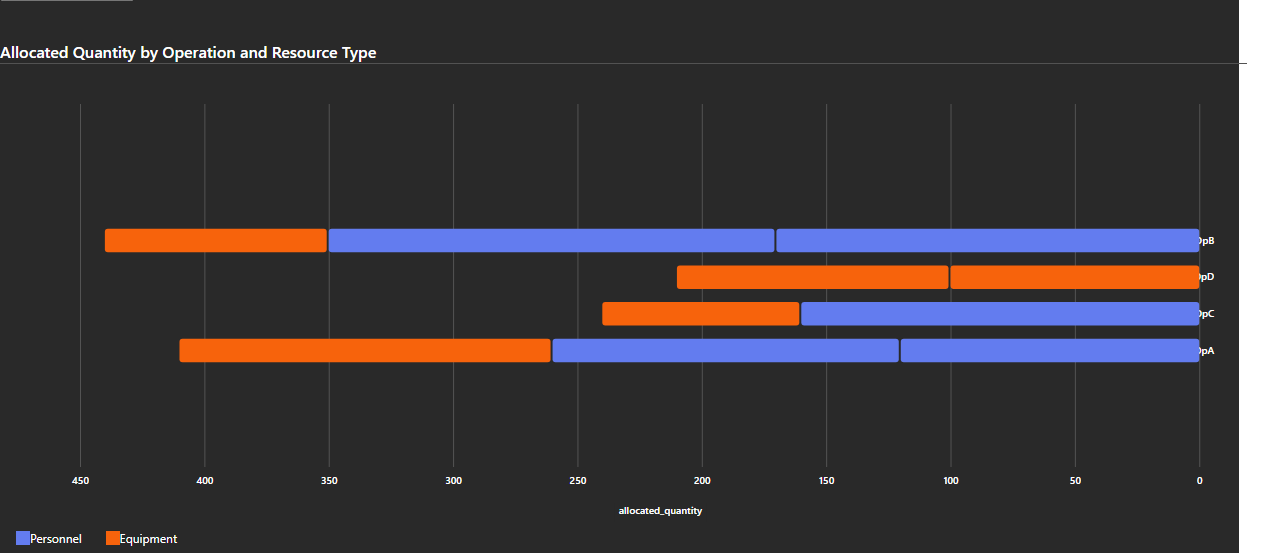 Allocated Quantity by Operation and Resource Type
OpB
OpD
OpC
OpA
450 400 350 300 250 200 150 100 50 0
allocated_quantity
Personnel Equipment